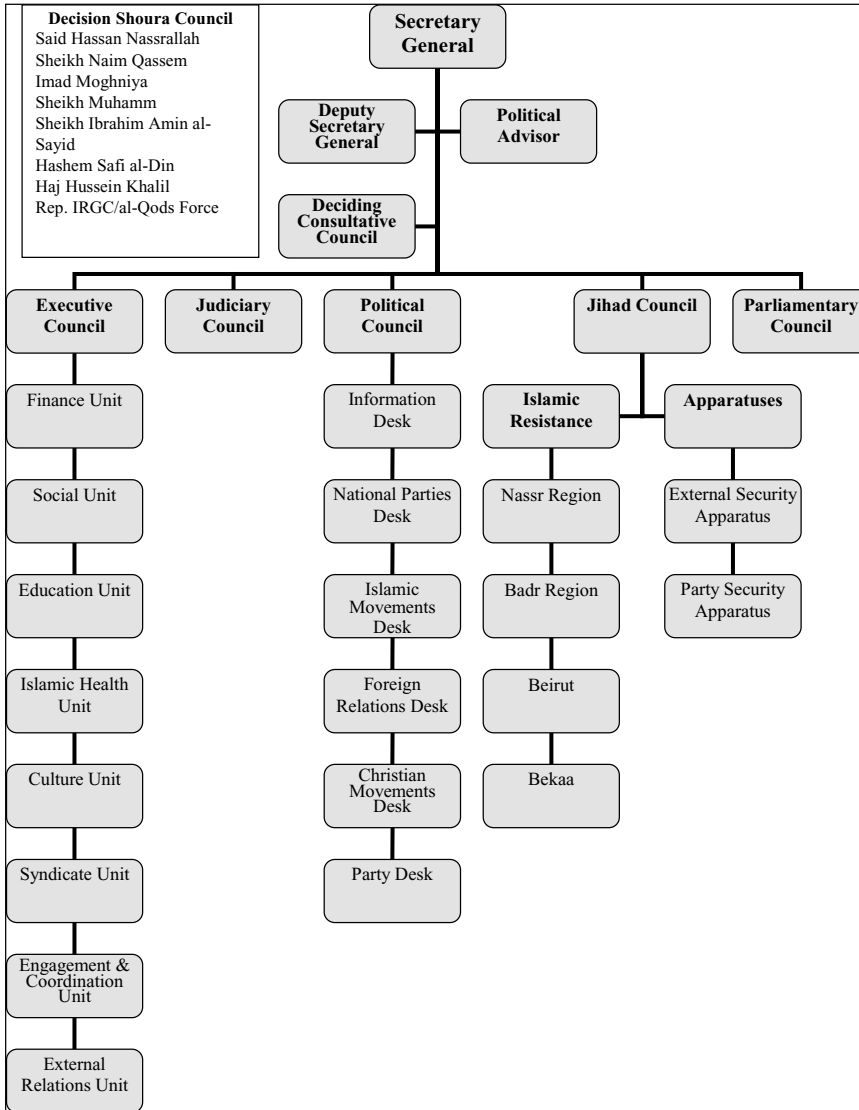 Decision Shoura Council
Said Hassan Nassrallah
Sheikh Naim Qassem
Imad Moghniya
Sheikh Muhamm
Sheikh Ibrahim Amin al-
Sayid
Hashem Safi al-Din
Haj Hussein Khalil
Rep. IRGC/al-Qods Force
Secretary
General
Deputy
Secretary
General
Political
Advisor
Deciding
Consultative
Council
Executive
Council
Judiciary
Council
Political
Council
Jihad Council
Parliamentary
Council
Finance Unit
Social Unit
Education Unit
Islamic Health
Unit
Culture Unit
Syndicate Unit
Engagement &
Coordination
Unit
External
Relations Unit
Information
Desk
National Parties
Desk
Islamic
Movements
Desk
Foreign
Relations Desk
Christian
Movements
Desk
Party Desk
Islamic
Resistance
Nassr Region
Badr Region
Beirut
Bekaa
Apparatuses
External Security
Apparatus
Party Security
Apparatus